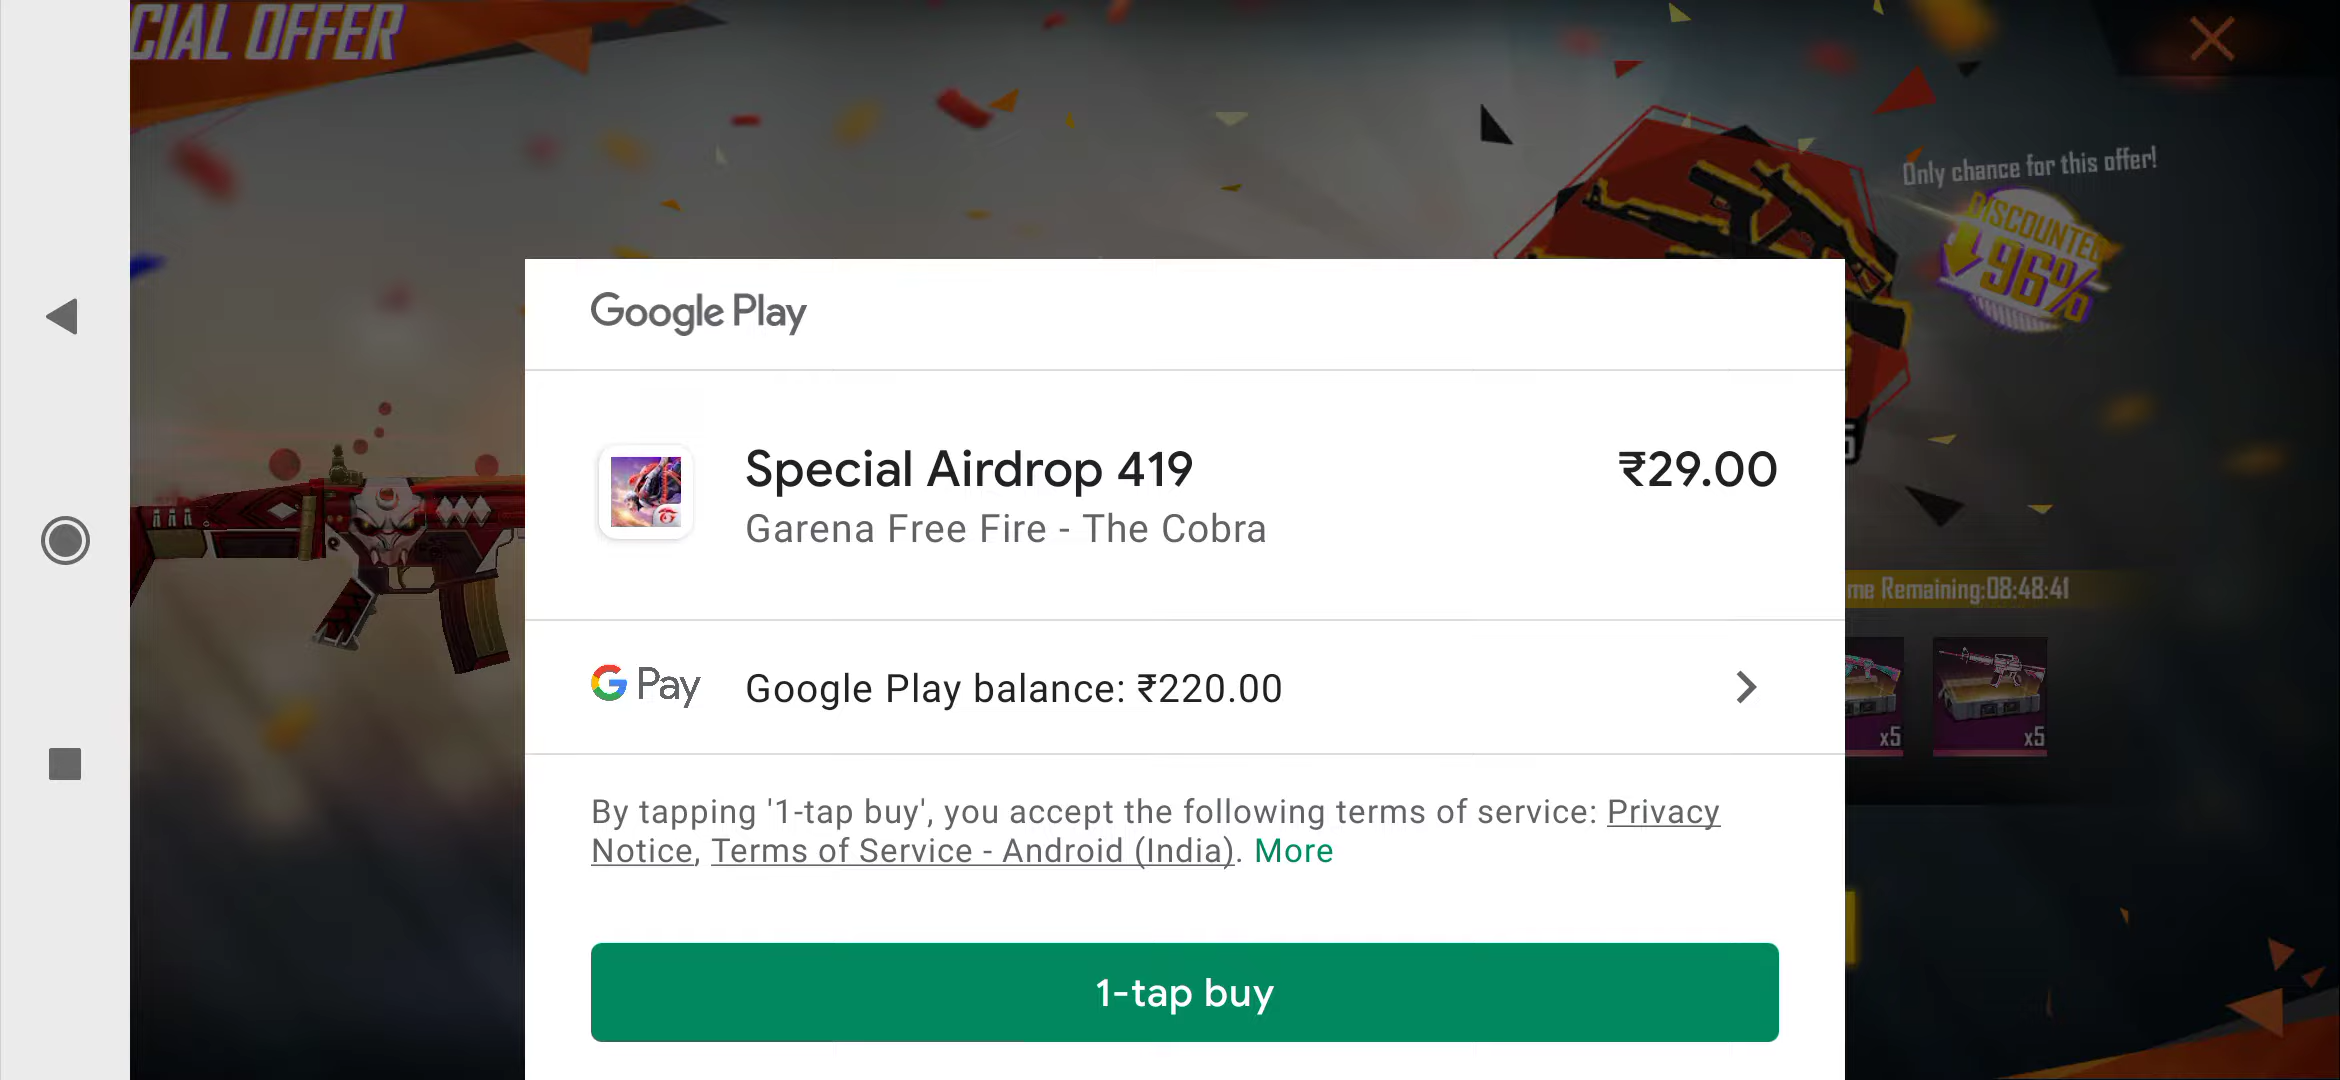 CIAL OFFER
Only chance for this offer!
DISCOUNTED
96%
Google Play
Special Airdrop 419
₹29.00
Garena Free Fire - The Cobra
me Remaining:08:48:41
G Pay
Google Play balance: ₹220.00
x5
x5
By tapping '1-tap buy', you accept the following terms of service: Privacy
Notice, Terms of Service - Android (India). More
1-tap buy